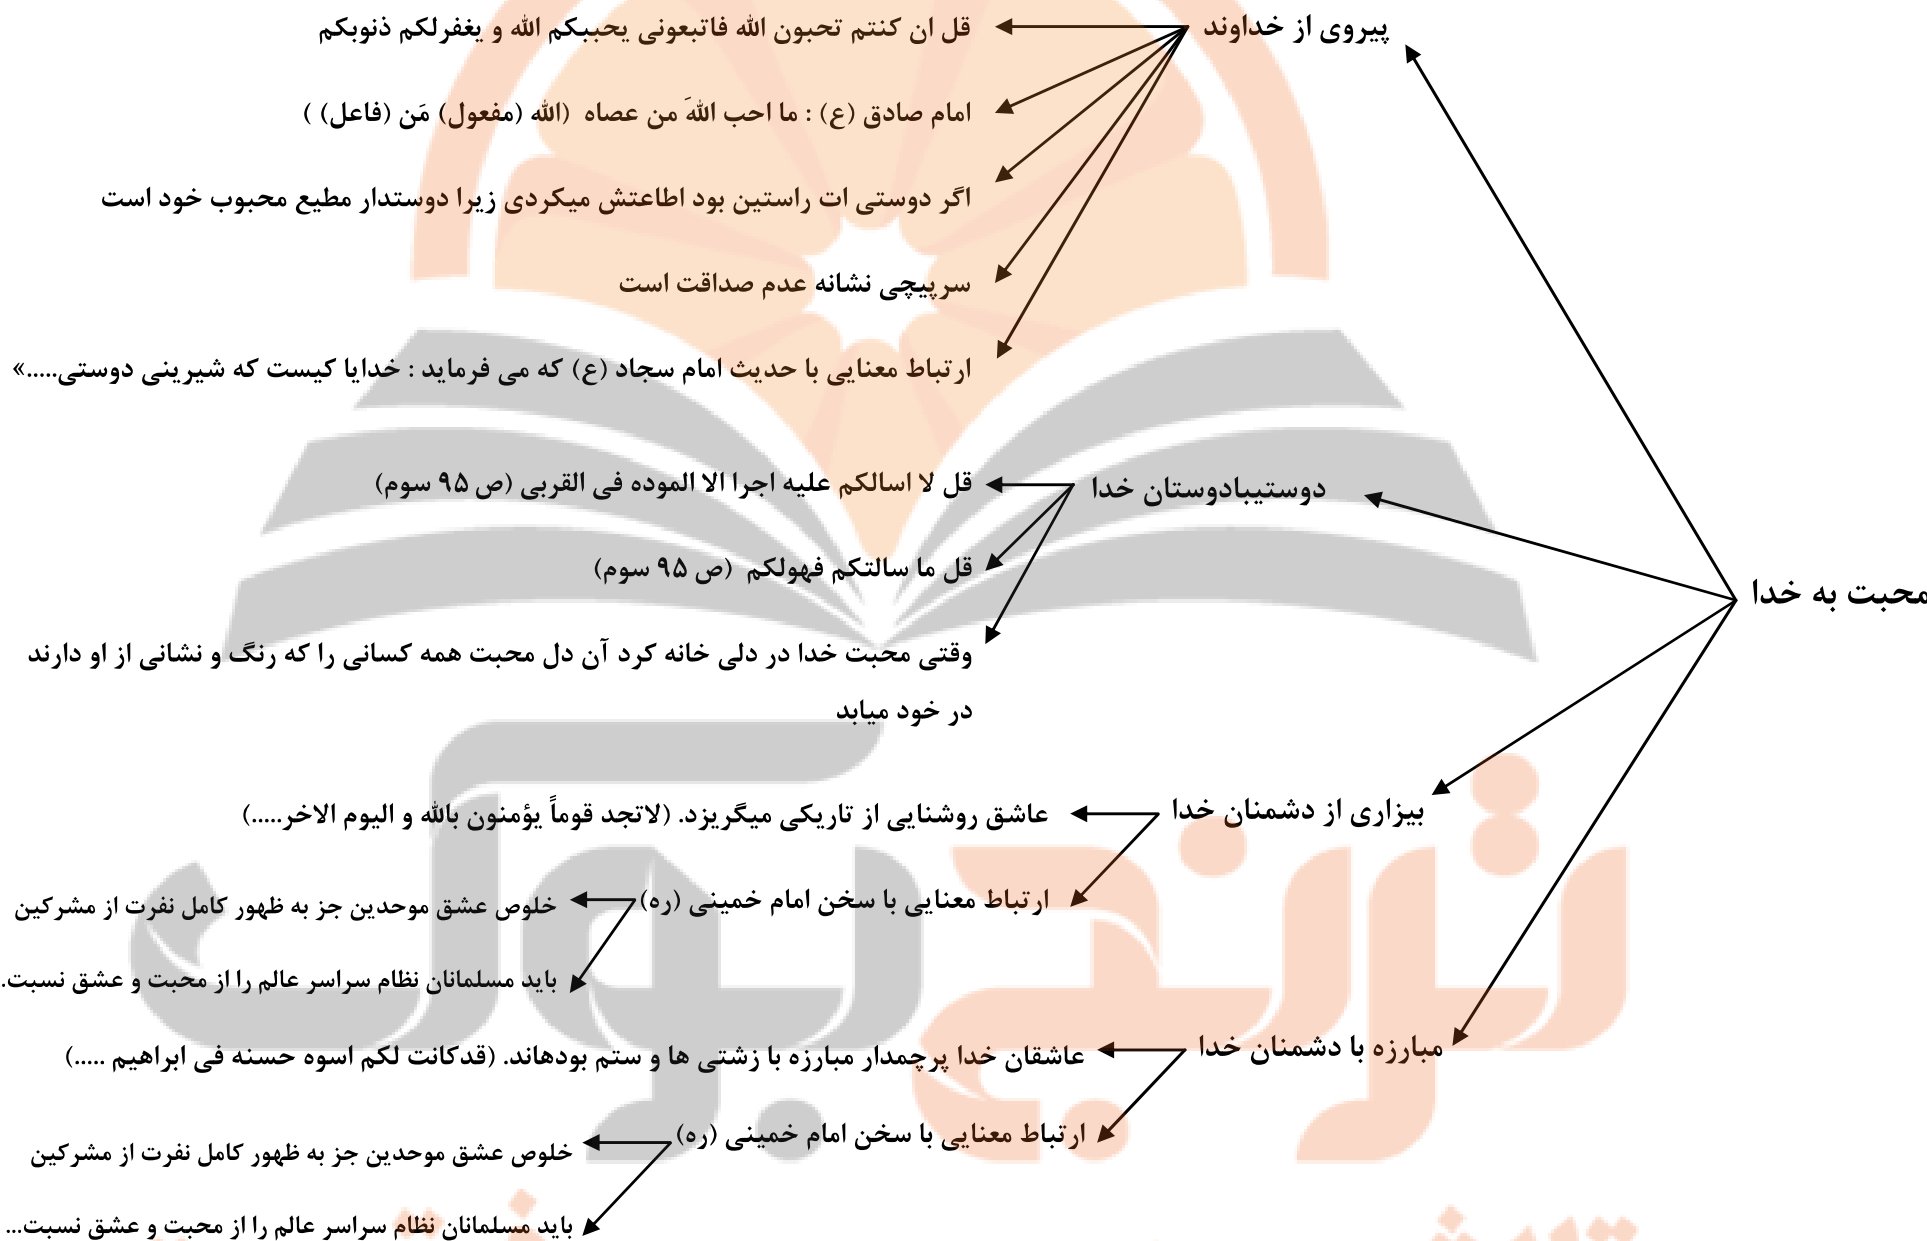 محبت به خدا
پیروی از خداوند
قل ان کنتم تحبون الله فاتبعونی یحببکم الله و یغفرلکم ذنوبکم
امام صادق (ع) : ما احب اللهَ من عصاه (الله (مفعول) مَن (فاعل) )
اگر دوستی ات راستین بود اطاعتش میکردی زیرا دوستدار مطیع محبوب خود است
سرپیچی نشانه عدم صداقت است
ارتباط معنایی با حدیث امام سجاد (ع) که می فرماید : خدایا کیست که شیرینی دوستی.....»
دوستیبادوستان خدا
قل لا اسالکم علیه اجرا الا الموده فی القربی (ص ۹۵ سوم)
قل ما سالتکم فهولکم (ص ۹۵ سوم)
وقتی محبت خدا در دلی خانه کرد آن دل محبت همه کسانی را که رنگ و نشانی از او دارند
در خود میابد
بیزاری از دشمنان خدا
عاشق روشنایی از تاریکی میگریزد. (لاتجد قوماً یؤمنون بالله و الیوم الاخر.....)
ارتباط معنایی با سخن امام خمینی (ره)
خلوص عشق موحدین جز به ظهور کامل نفرت از مشرکین
باید مسلمانان نظام سراسر عالم را از محبت و عشق نسبت.
مبارزه با دشمنان خدا
عاشقان خدا پرچمدار مبارزه با زشتی ها و ستم بودهاند. (قدکانت لکم اسوه حسنه فی ابراهیم .....)
ارتباط معنایی با سخن امام خمینی (ره)
خلوص عشق موحدین جز به ظهور کامل نفرت از مشرکین
باید مسلمانان نظام سراسر عالم را از محبت و عشق نسبت...
ترنج بوک